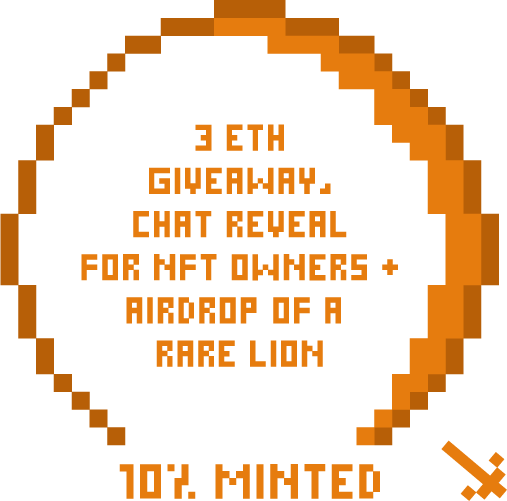 3 ETH
GIVEAWAY,
CHAT REVEAL
FOR NFT OWNERS +
AIRDROP OF A
RARE LION
10% MINTED